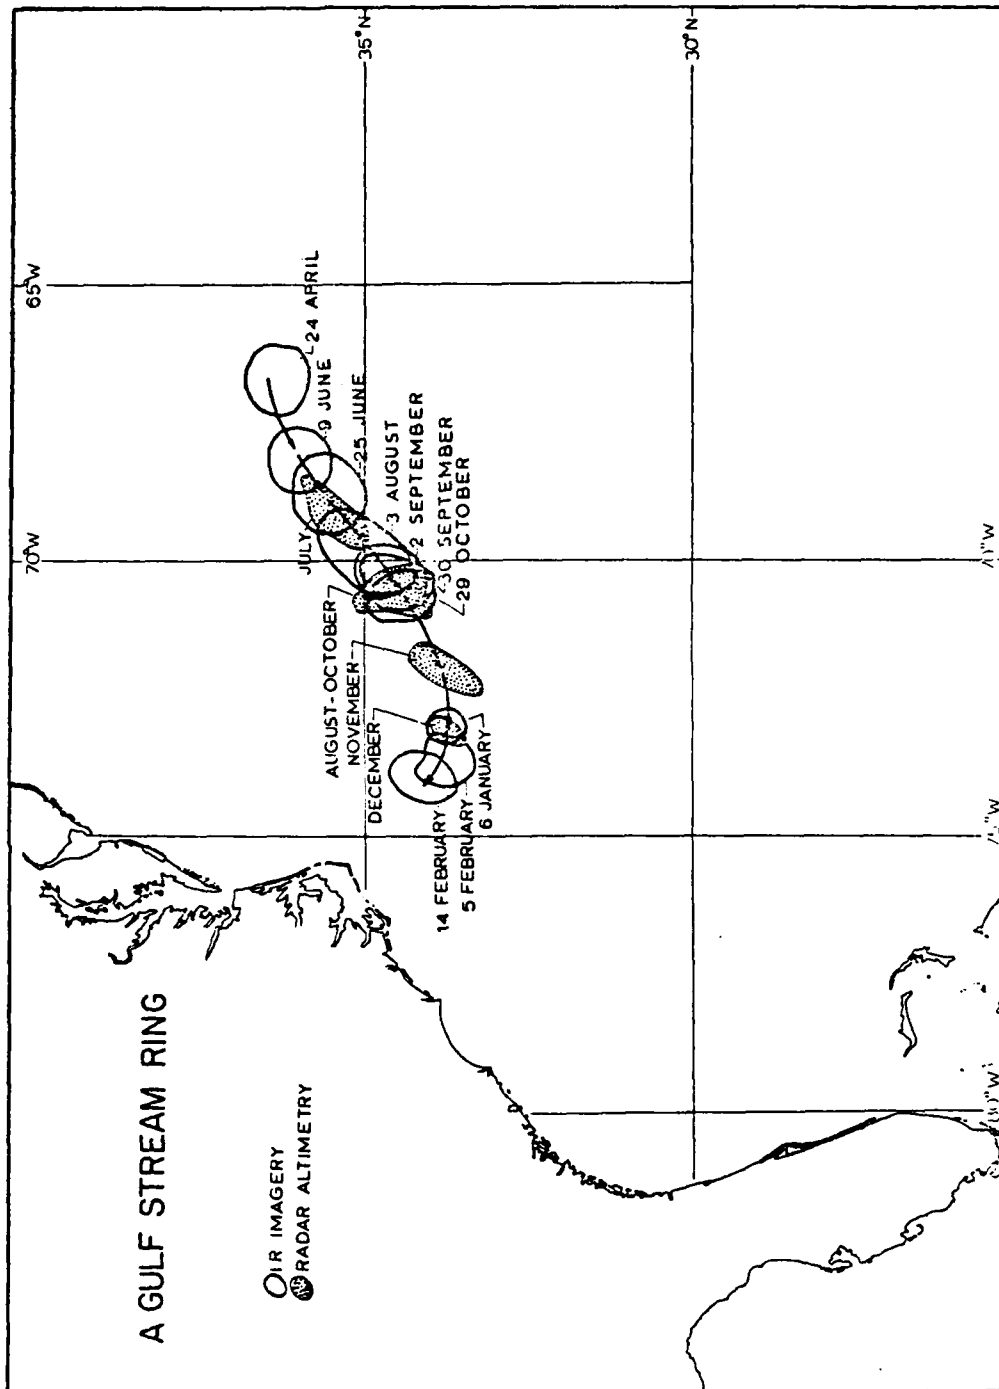 A GULF STREAM RING
IR IMAGERY
RADAR ALTIMETRY
14 FEBRUARY
5 FEBRUARY
6 JANUARY
DECEMBER
NOVEMBER
AUGUST-OCTOBER
JULY
29 OCTOBER
30 SEPTEMBER
2 SEPTEMBER
3 AUGUST
25 JUNE
9 JUNE
24 APRIL
70°W
65°W
35°N
30°N